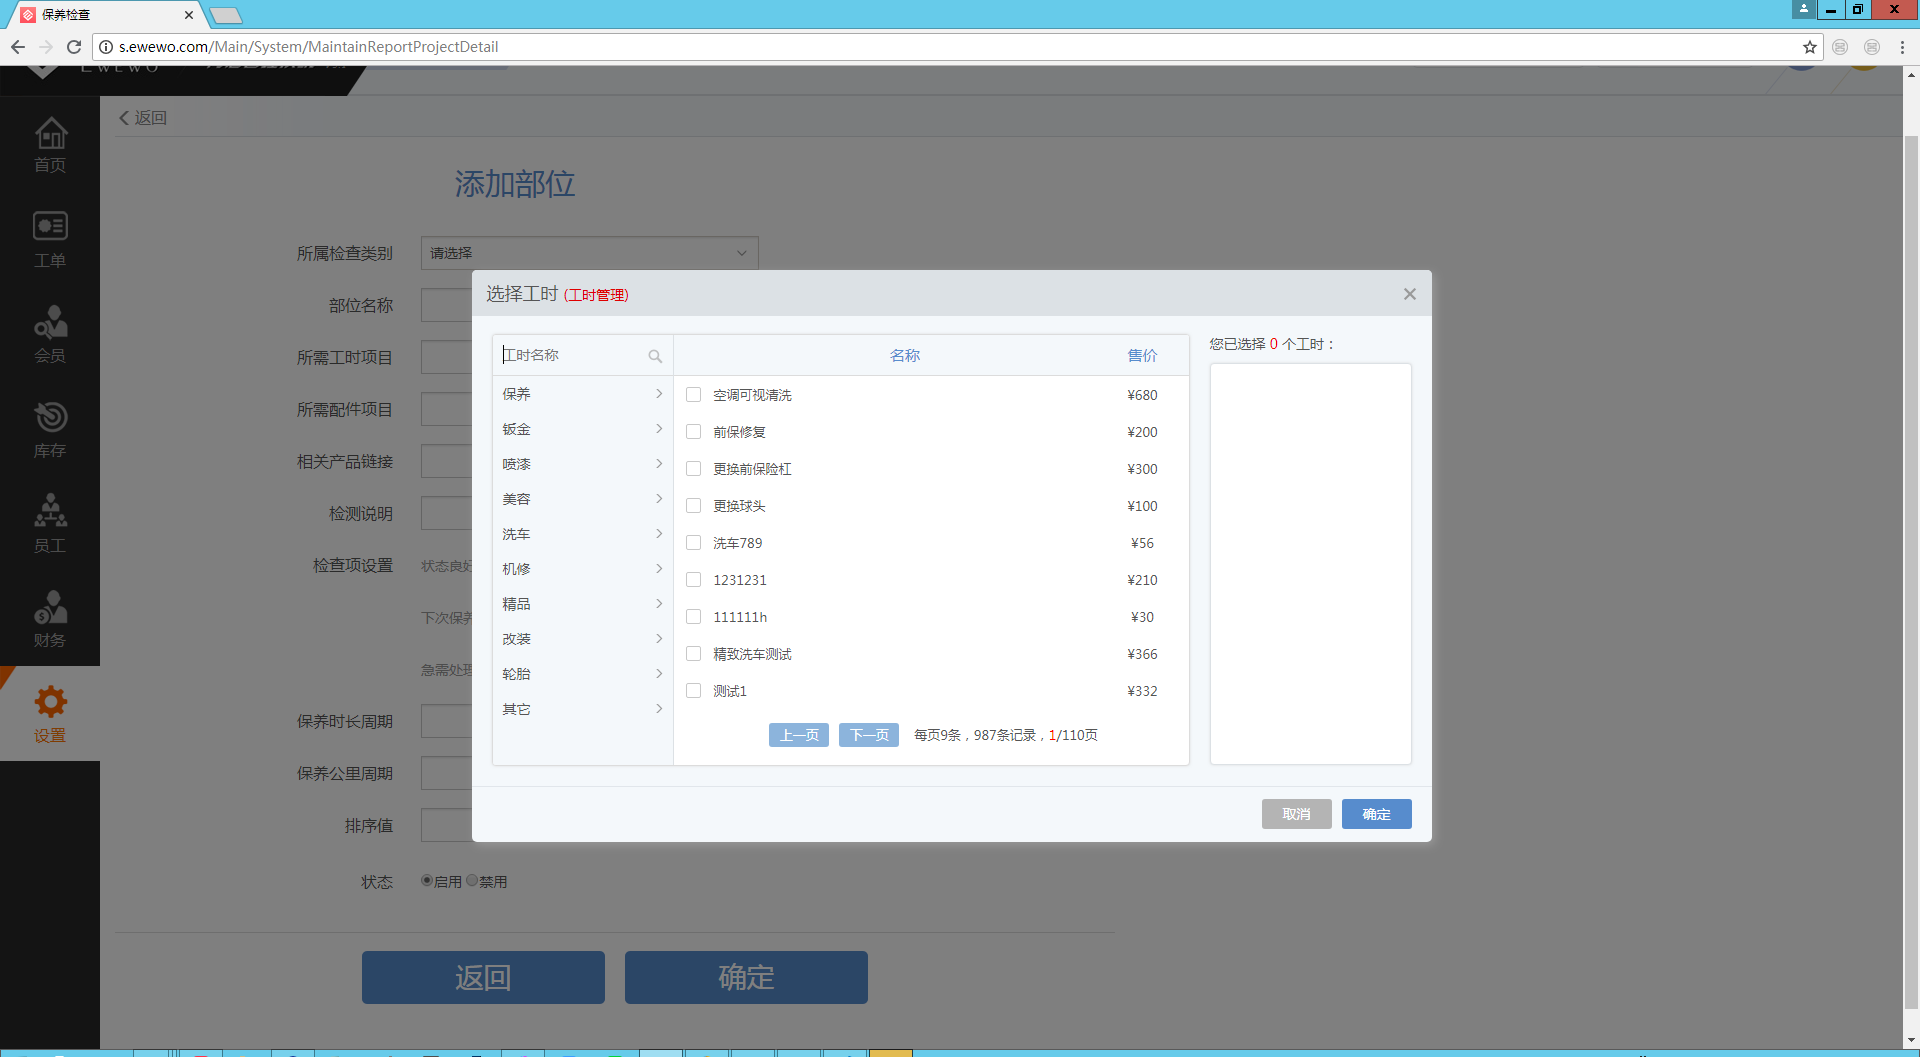 保养检查
s.ewewo.com/Main/System/MaintainReportProjectDetail
返回
首页
工单
会员
库存
员工
财务
设置
添加部位
所属检查类别 请选择
部位名称
所需工时项目
所需配件项目
相关产品链接
检测说明
检查项设置 状态良好
下次保养
急需处理
保养时长周期
保养公里周期
排序值
状态 启用 禁用
返回 确定
选择工时 (工时管理)
工时名称
保养
钣金
喷漆
美容
洗车
机修
精品
改装
轮胎
其它
名称 售价
空调可视清洗 ¥680
前保修复 ¥200
更换前保险杠 ¥300
更换球头 ¥100
洗车789 ¥56
1231231 ¥210
111111h ¥30
精致洗车测试 ¥366
测试1 ¥332
上一页 下一页 每页9条，987条记录，1/110页
您已选择 0 个工时：
取消 确定